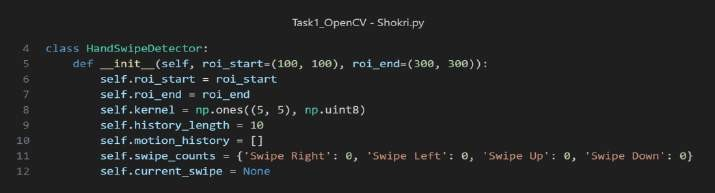 Task1_OpenCV - Shokri.py
4 class HandSwipeDetector:
5     def __init__(self, roi_start=(100, 100), roi_end=(300, 300)):
6         self.roi_start = roi_start
7         self.roi_end = roi_end
8         self.kernel = np.ones((5, 5), np.uint8)
9         self.history_length = 10
10         self.motion_history = []
11         self.swipe_counts = {'Swipe Right': 0, 'Swipe Left': 0, 'Swipe Up': 0, 'Swipe Down': 0}
12         self.current_swipe = None